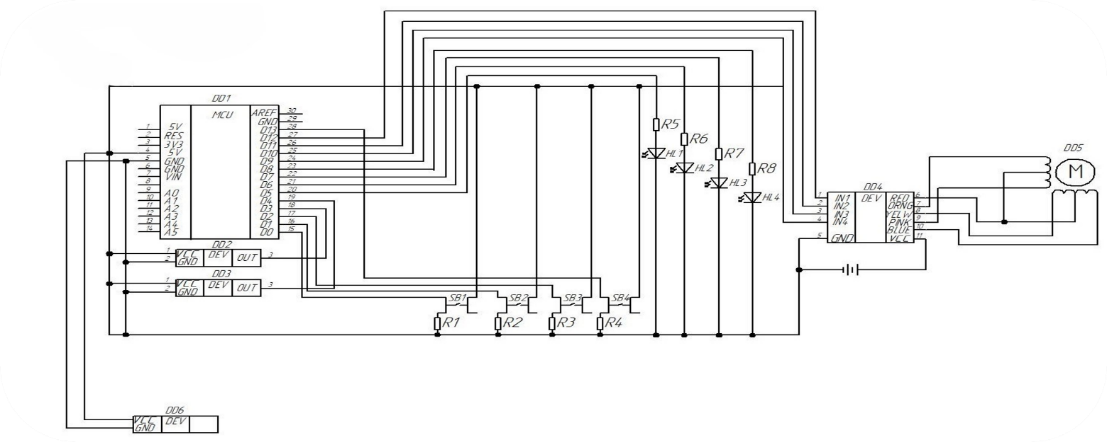 DD1
MCU
1 5V
2 RES
3 3V3
4 5V
5 GND
6 GND
7 VIN
8
9 A0
10 A1
11 A2
12 A3
13 A4
14 A5
AREF 30
GND 29
D13 28
D12 27
D11 26
D10 25
D9 24
D8 23
D7 22
D6 21
D5 20
D4 19
D3 18
D2 17
D1 16
D0 15
DD2
1 VCC DEV OUT 3
2 GND
DD3
1 VCC DEV OUT 3
2 GND
SB1 SB2 SB3 SB4
R1 R2 R3 R4
R5 R6 R7 R8
HL1 HL2 HL3 HL4
DD4
DEV
1 IN1
2 IN2
3 IN3
4 IN4
5 GND
RED 6
ORNG 7
YELW 8
PINK 9
BLUE 10
VCC 11
DD5
M
DD6
VCC DEV
GND